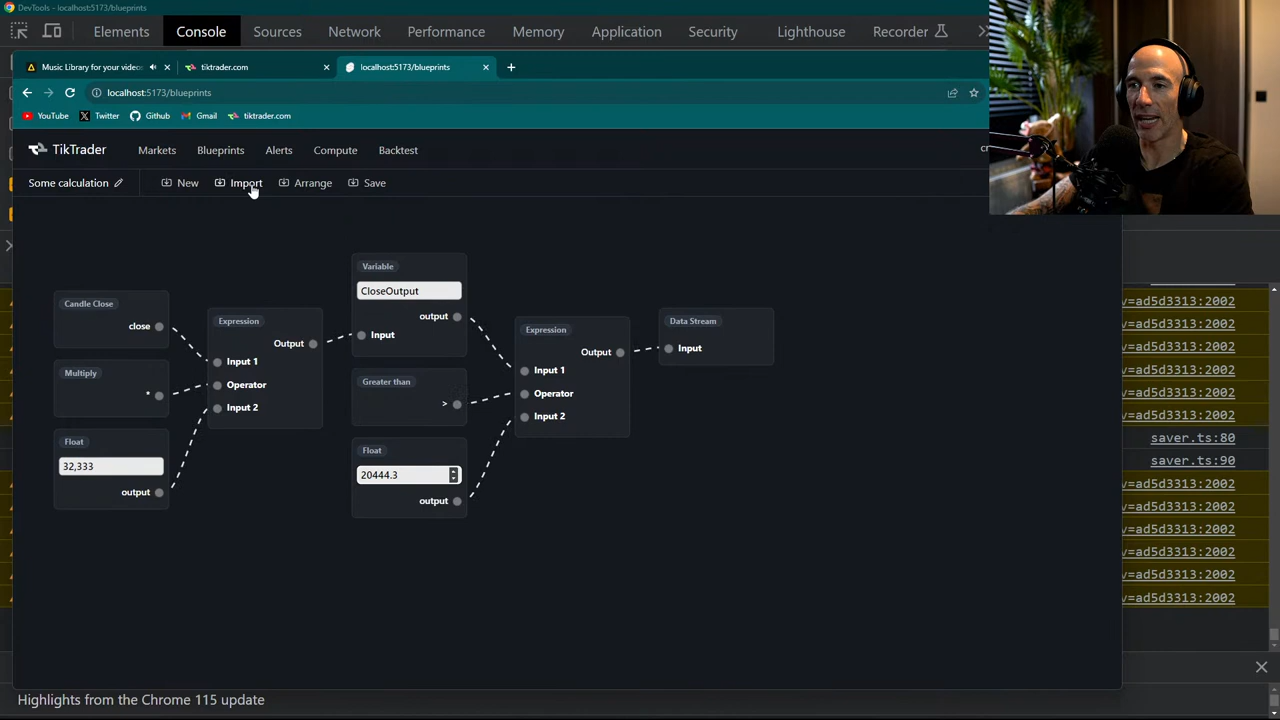 DevTools - localhost:5173/blueprints
Elements Console Sources Network Performance Memory Application Security Lighthouse Recorder
Music Library for your video
tiktrader.com
localhost:5173/blueprints
localhost:5173/blueprints
YouTube Twitter Github Gmail tiktrader.com
TikTrader Markets Blueprints Alerts Compute Backtest
Some calculation New Import Arrange Save
Candle Close
close
Multiply
*
Float
32,333
output
Expression
Output
Input 1
Operator
Input 2
Variable
CloseOutput
output
Input
Greater than
>
Float
20444.3
output
Expression
Output
Input 1
Operator
Input 2
Data Stream
Input
v=ad5d3313:2002
v=ad5d3313:2002
v=ad5d3313:2002
v=ad5d3313:2002
v=ad5d3313:2002
v=ad5d3313:2002
saver.ts:80
saver.ts:90
v=ad5d3313:2002
v=ad5d3313:2002
v=ad5d3313:2002
v=ad5d3313:2002
v=ad5d3313:2002
v=ad5d3313:2002
Highlights from the Chrome 115 update